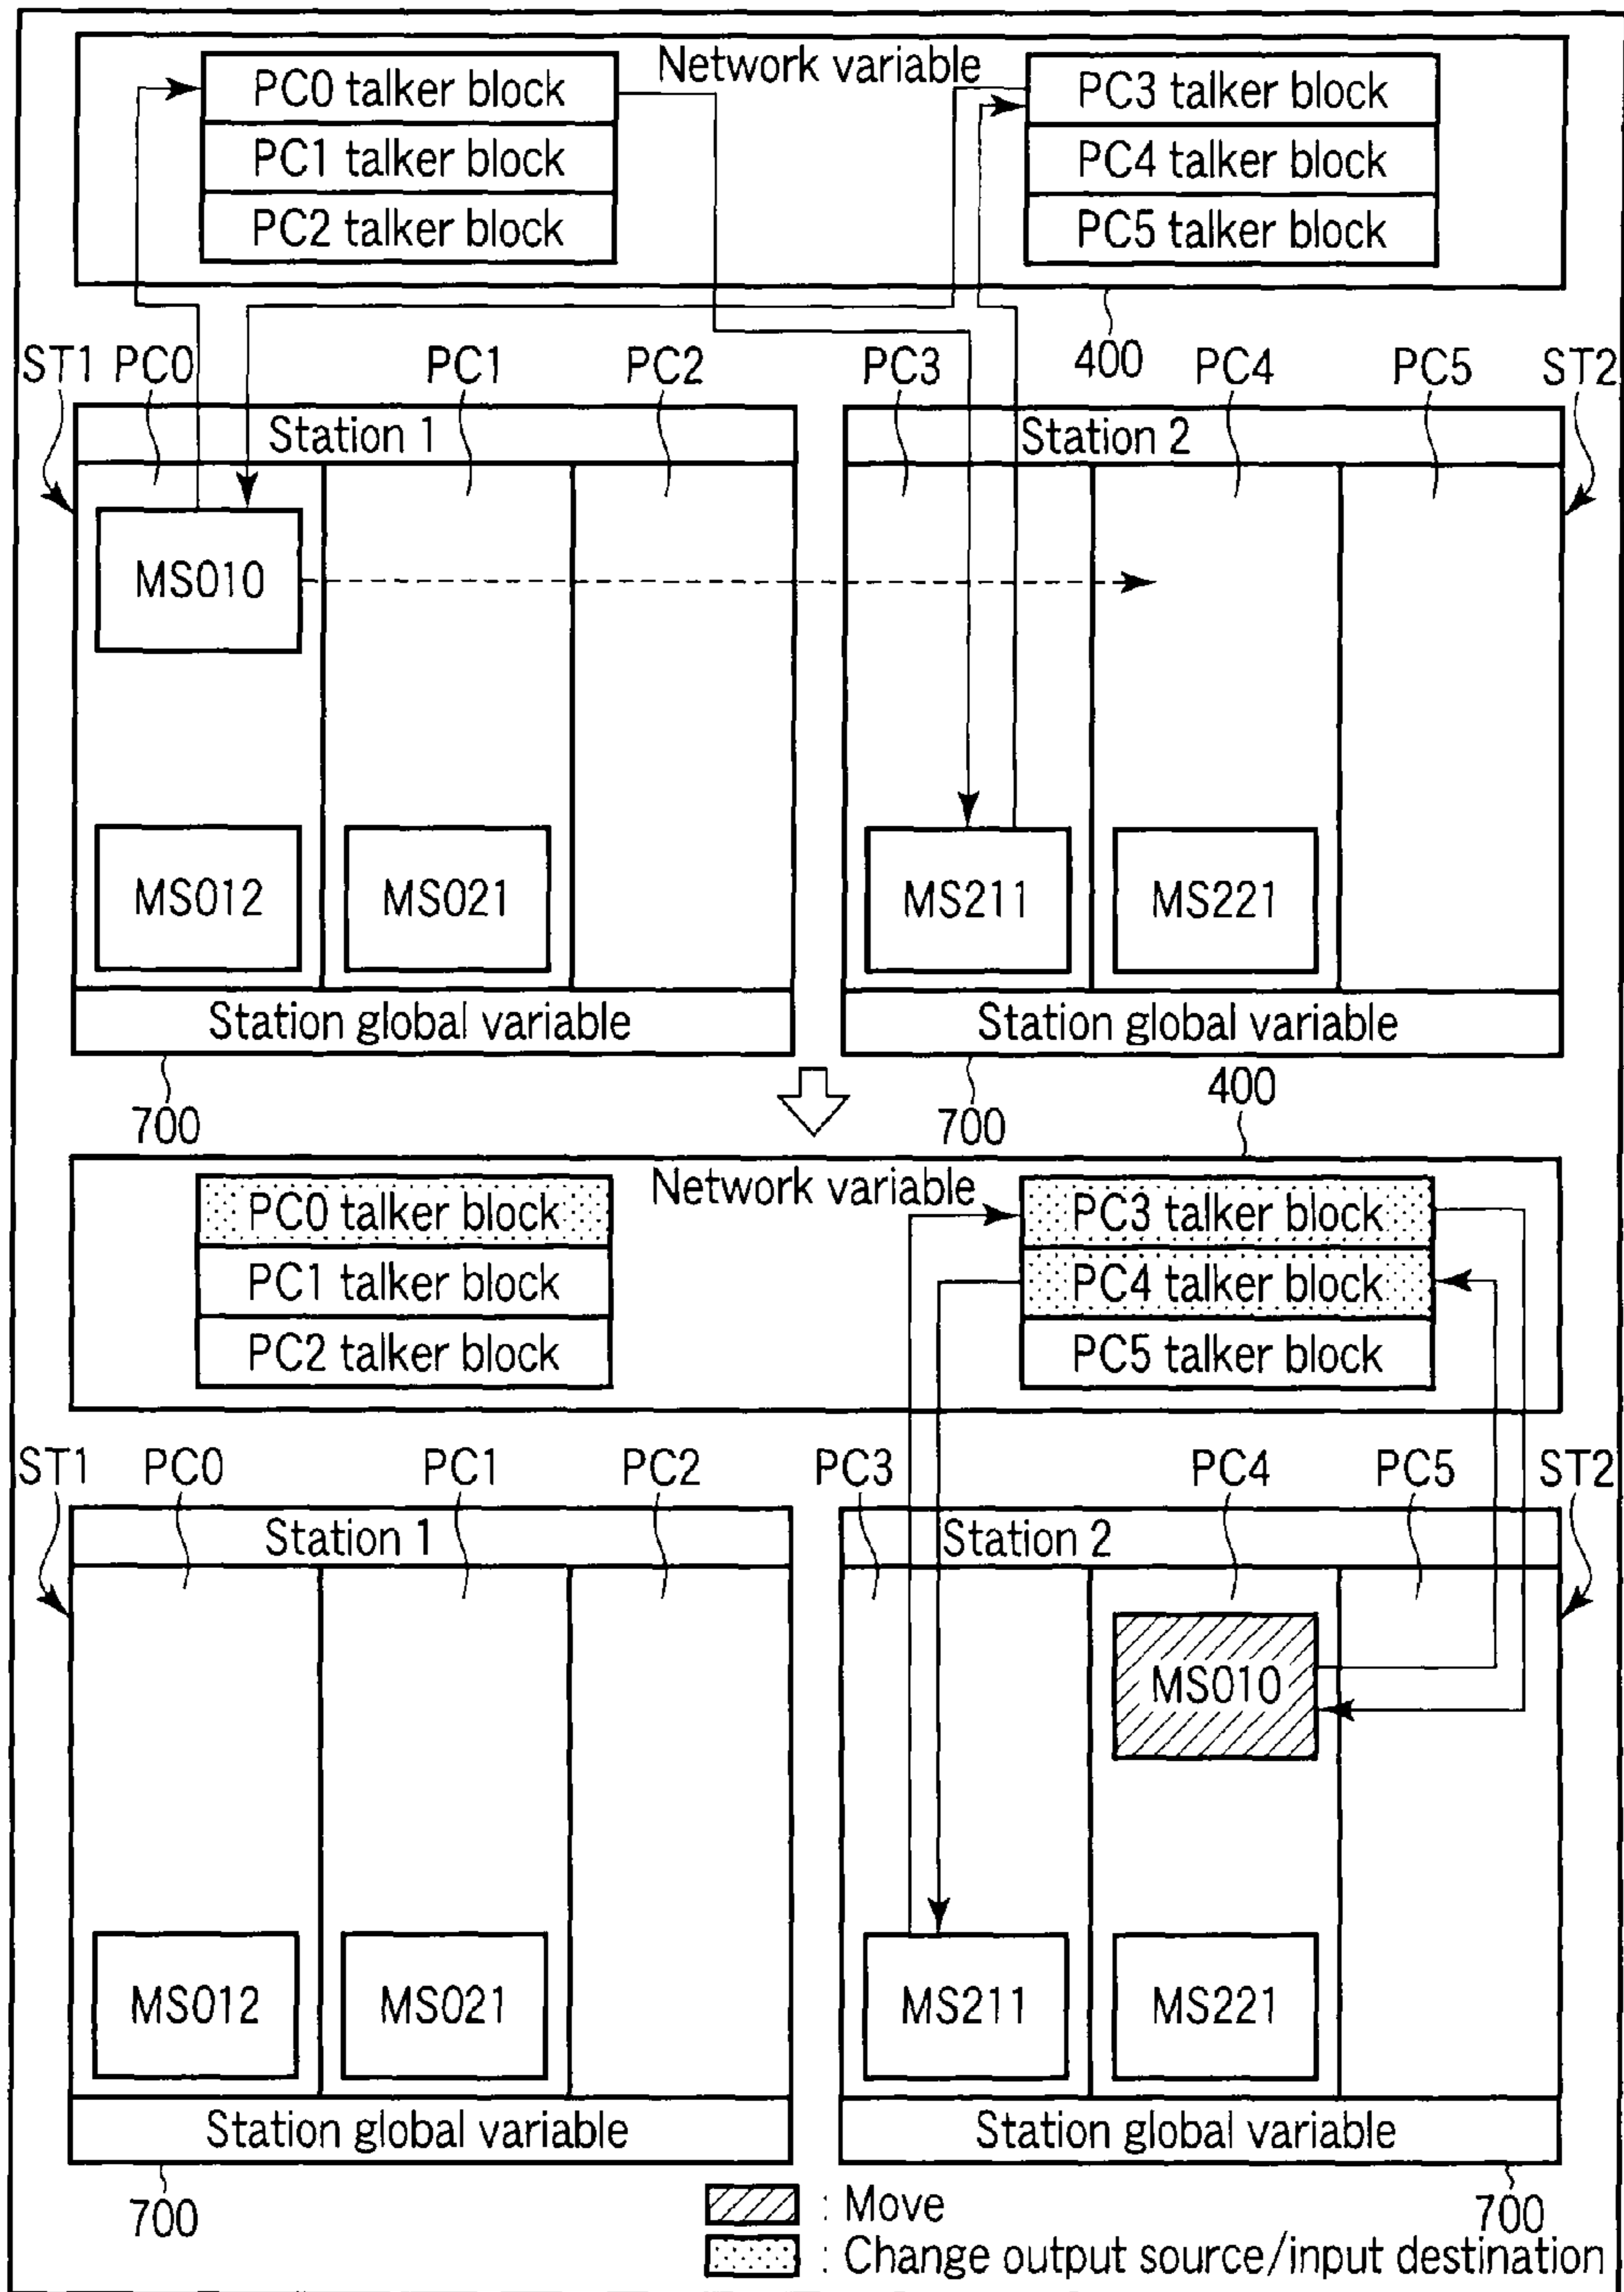 Network variable
PC0 talker block
PC1 talker block
PC2 talker block
PC3 talker block
PC4 talker block
PC5 talker block
400
ST1
PC0
PC1
PC2
PC3
PC4
PC5
ST2
Station 1
Station 2
MS010
MS012
MS021
MS211
MS221
Station global variable
Station global variable
700
700
400
Network variable
PC0 talker block
PC1 talker block
PC2 talker block
PC3 talker block
PC4 talker block
PC5 talker block
ST1
PC0
PC1
PC2
PC3
PC4
PC5
ST2
Station 1
Station 2
MS010
MS012
MS021
MS211
MS221
Station global variable
Station global variable
700
700
: Move
: Change output source/input destination